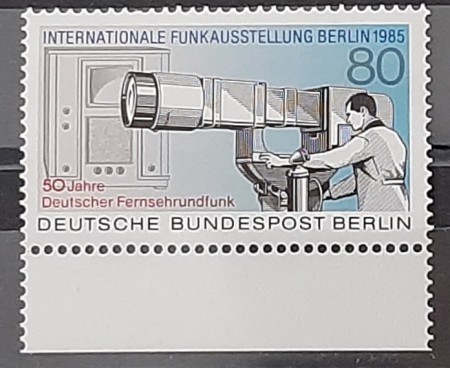 INTERNATIONALE FUNKAUSSTELLUNG BERLIN 1985
80
50 Jahre
Deutscher Fernsehrundfunk
DEUTSCHE BUNDESPOST BERLIN